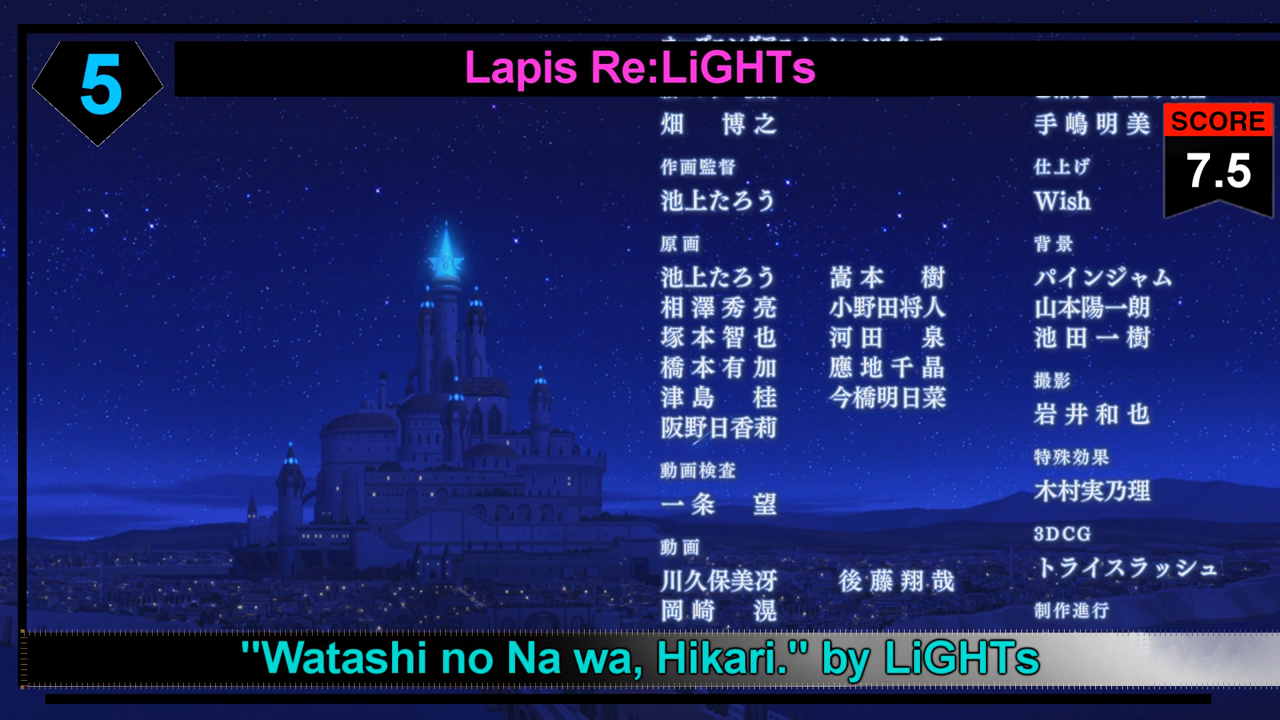 5
Lapis Re:LiGHTs
SCORE
7.5
畑 博之
作画監督
池上たろう
原画
池上たろう 嵩本 樹
相澤秀亮 小野田将人
塚本智也 河田 泉
橋本有加 應地千晶
津島 桂 今橋明日菜
阪野日香莉
動画検査
一条 望
動画
川久保美冴 後藤翔哉
岡崎 滉
手嶋明美
仕上げ
Wish
背景
パインジャム
山本陽一朗
池田一樹
撮影
岩井和也
特殊効果
木村実乃理
3DCG
トライスラッシュ
制作進行
"Watashi no Na wa, Hikari." by LiGHTs